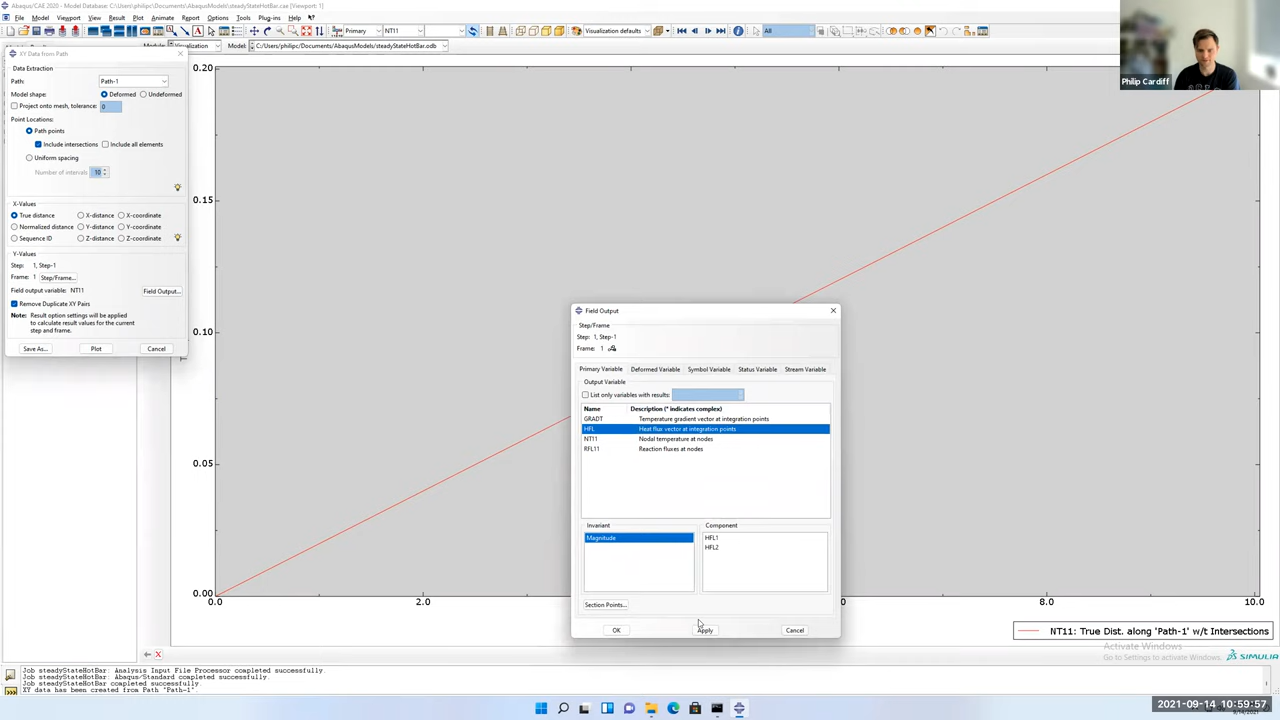 Abaqus/CAE 2020 - Model Database: C:\Users\philipc\Documents\AbaqusModels\steadyStateHotBar.cae [Viewport: 1]
File Model Viewport View Result Plot Animate Report Options Tools Plug-ins Help
Primary NT11 Visualization defaults All
Visualization Model: C:/Users/philipc/Documents/AbaqusModels/steadyStateHotBar.odb
XY Data from Path
Data Extraction
Path: Path-1
Model shape: Deformed Undeformed
Project onto mesh, tolerance: 0
Point Locations:
Path points
Include intersections Include all elements
Uniform spacing
Number of intervals 10
X-Values
True distance X-distance X-coordinate
Normalized distance Y-distance Y-coordinate
Sequence ID Z-distance Z-coordinate
Y-Values
Step: 1, Step-1
Frame: 1 Step/Frame...
Field output variable: NT11 Field Output...
Remove Duplicate XY Pairs
Note: Result option settings will be applied
to calculate result values for the current
step and frame.
Save As... Plot Cancel
0.20
0.15
0.10
0.05
0.00
0.0 2.0 8.0 10.0
Field Output
Step/Frame
Step: 1, Step-1
Frame: 1
Primary Variable Deformed Variable Symbol Variable Status Variable Stream Variable
Output Variable
List only variables with results:
Name Description (* indicates complex)
GRADT Temperature gradient vector at integration points
HFL Heat flux vector at integration points
NT11 Nodal temperature at nodes
RFL11 Reaction fluxes at nodes
Invariant Component
Magnitude HFL1
HFL2
Section Points...
OK Apply Cancel
NT11: True Dist. along 'Path-1' w/t Intersections
Activate Windows
Go to Settings to activate Windows.
SIMULIA
Job steadyStateHotBar: Analysis Input File Processor completed successfully.
Job steadyStateHotBar: Abaqus/Standard completed successfully.
Job steadyStateHotBar completed successfully.
XY data has been created from Path "Path-1".
Philip Cardiff
2021-09-14 10:59:57
9/14/2021